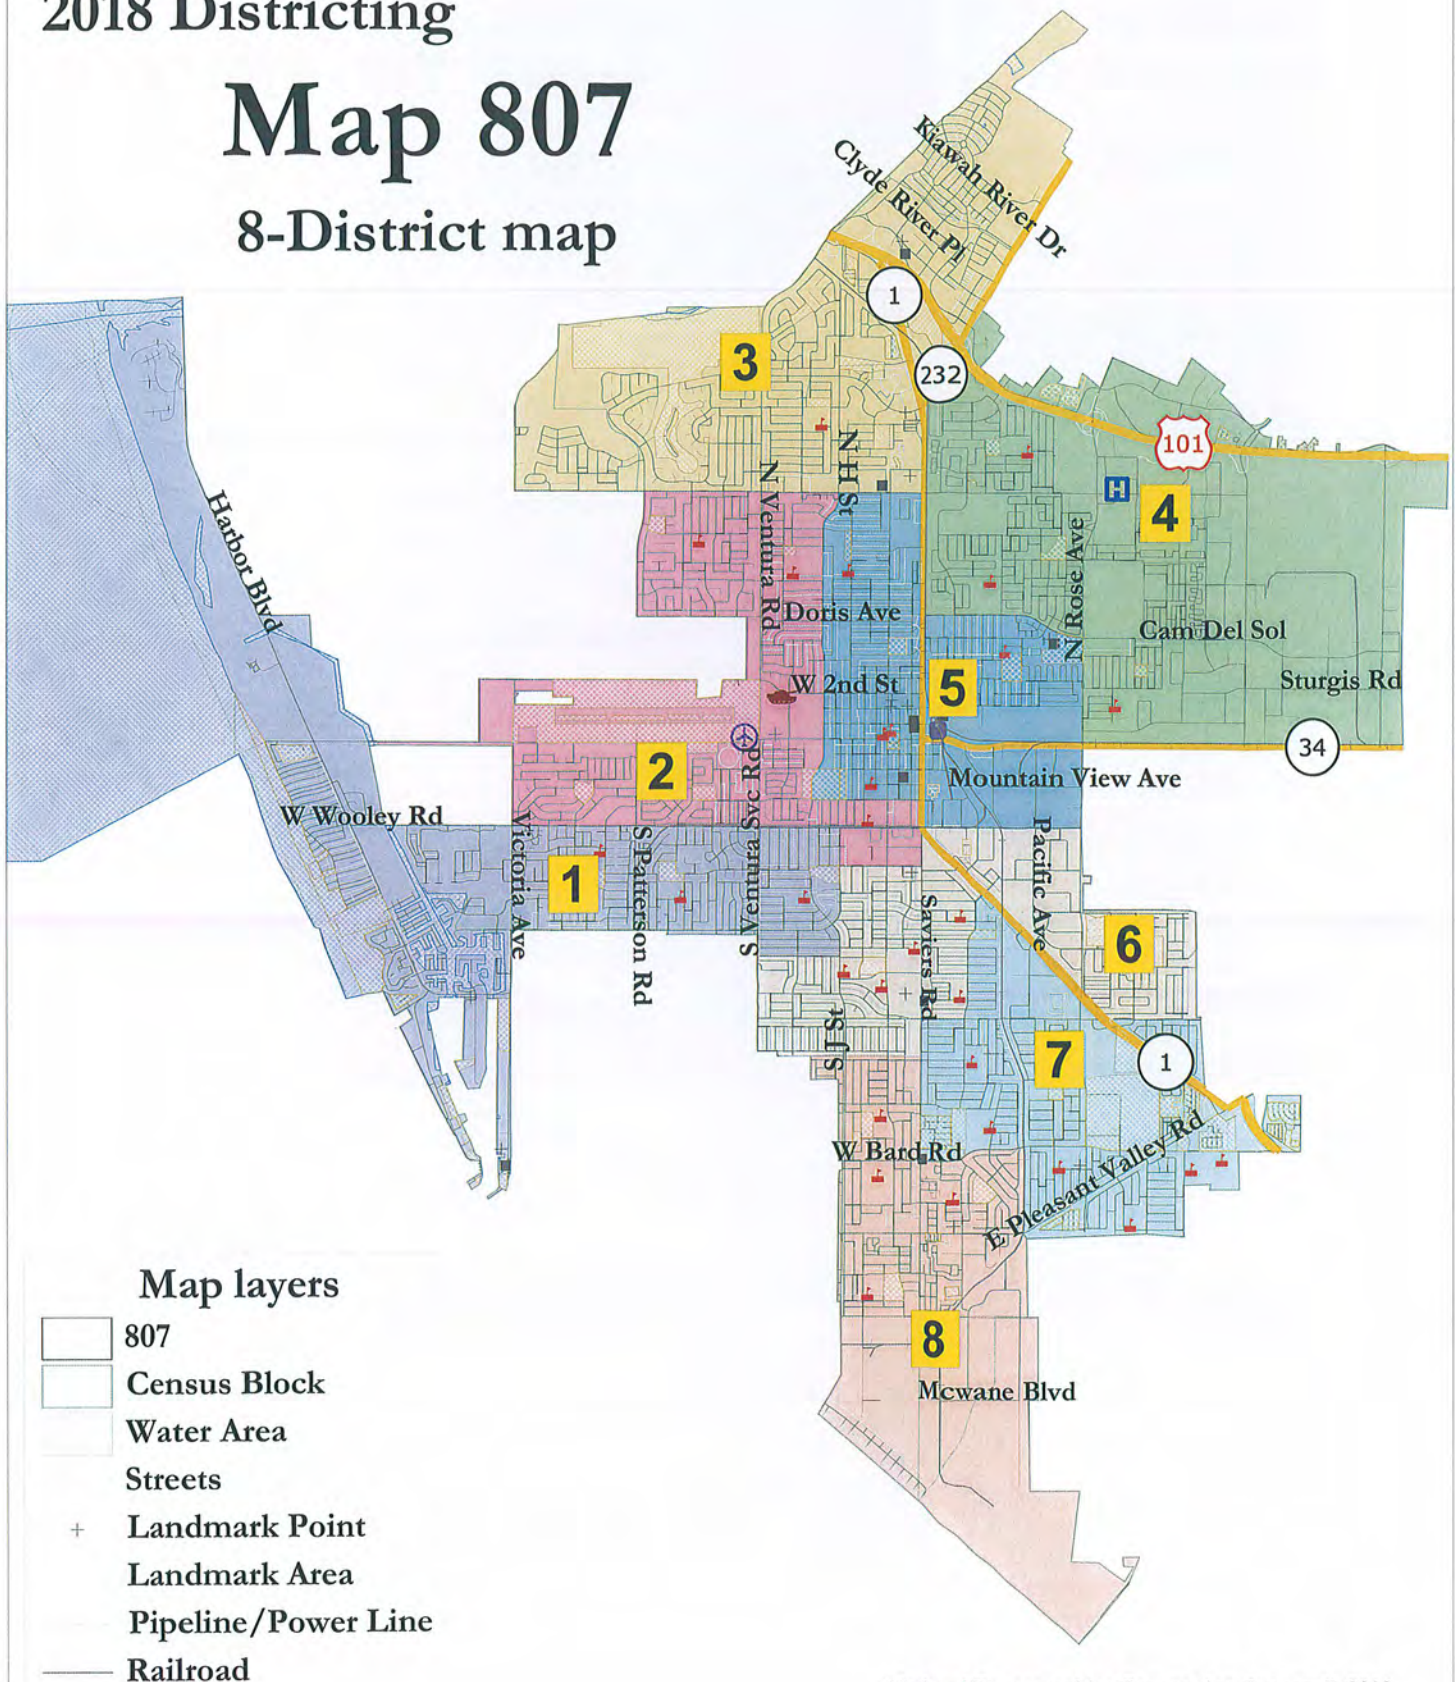 2018 Districting
Map 807
8-District map
Kiawah River Dr
Clyde River Pl
1
3
232
101
N H St
N Ventura Rd
H
4
Harbor Blvd
N Rose Ave
Doris Ave
Cam Del Sol
W 2nd St
5
Sturgis Rd
34
2
Mountain View Ave
S Ventura Svc Rd
W Wooley Rd
Victoria Ave
S Patterson Rd
Pacific Ave
1
Saviers Rd
6
S J St
7
1
W Bard Rd
E Pleasant Valley Rd
8
Mcwane Blvd
Map layers
807
Census Block
Water Area
Streets
Landmark Point
Landmark Area
Pipeline/Power Line
Railroad